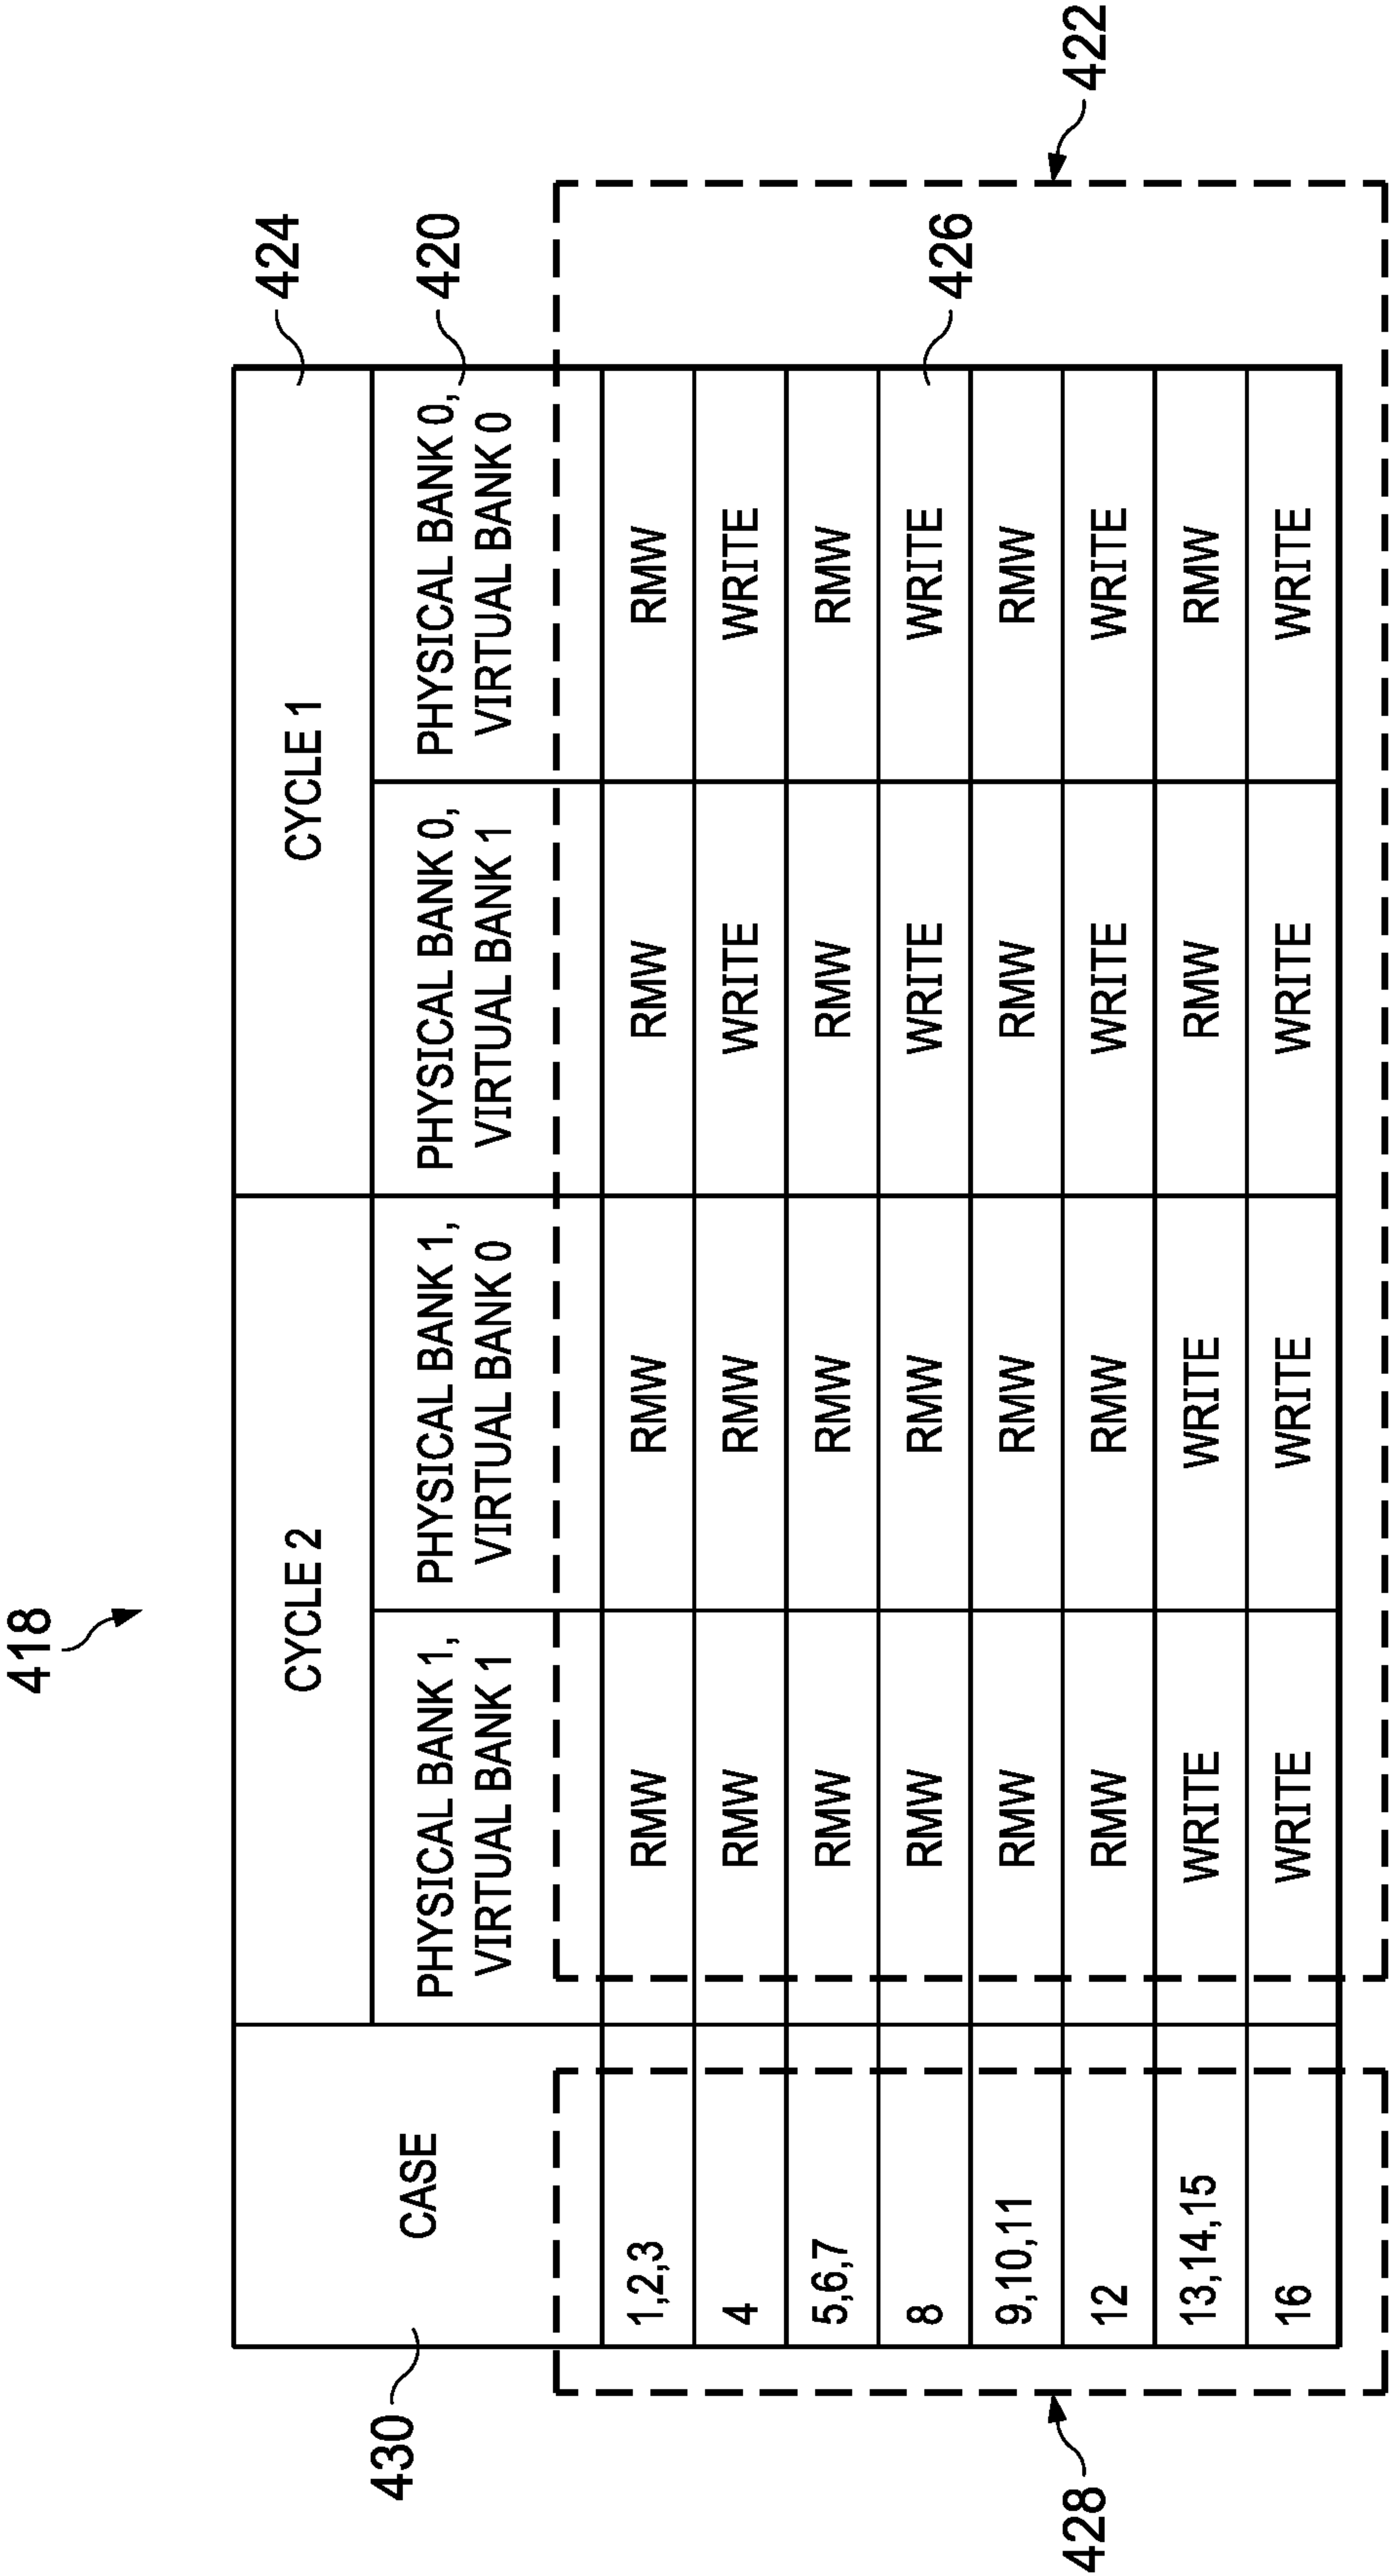 418
424
CASE
CYCLE 2
CYCLE 1
430
420
PHYSICAL BANK 1,
VIRTUAL BANK 1
PHYSICAL BANK 1,
VIRTUAL BANK 0
PHYSICAL BANK 0,
VIRTUAL BANK 1
PHYSICAL BANK 0,
VIRTUAL BANK 0
1,2,3 RMW RMW RMW RMW
4 RMW RMW WRITE WRITE
5,6,7 RMW RMW RMW RMW
8 RMW RMW WRITE WRITE
426
9,10,11 RMW RMW RMW RMW
12 RMW RMW WRITE WRITE
13,14,15 WRITE WRITE RMW RMW
16 WRITE WRITE WRITE WRITE
428
422